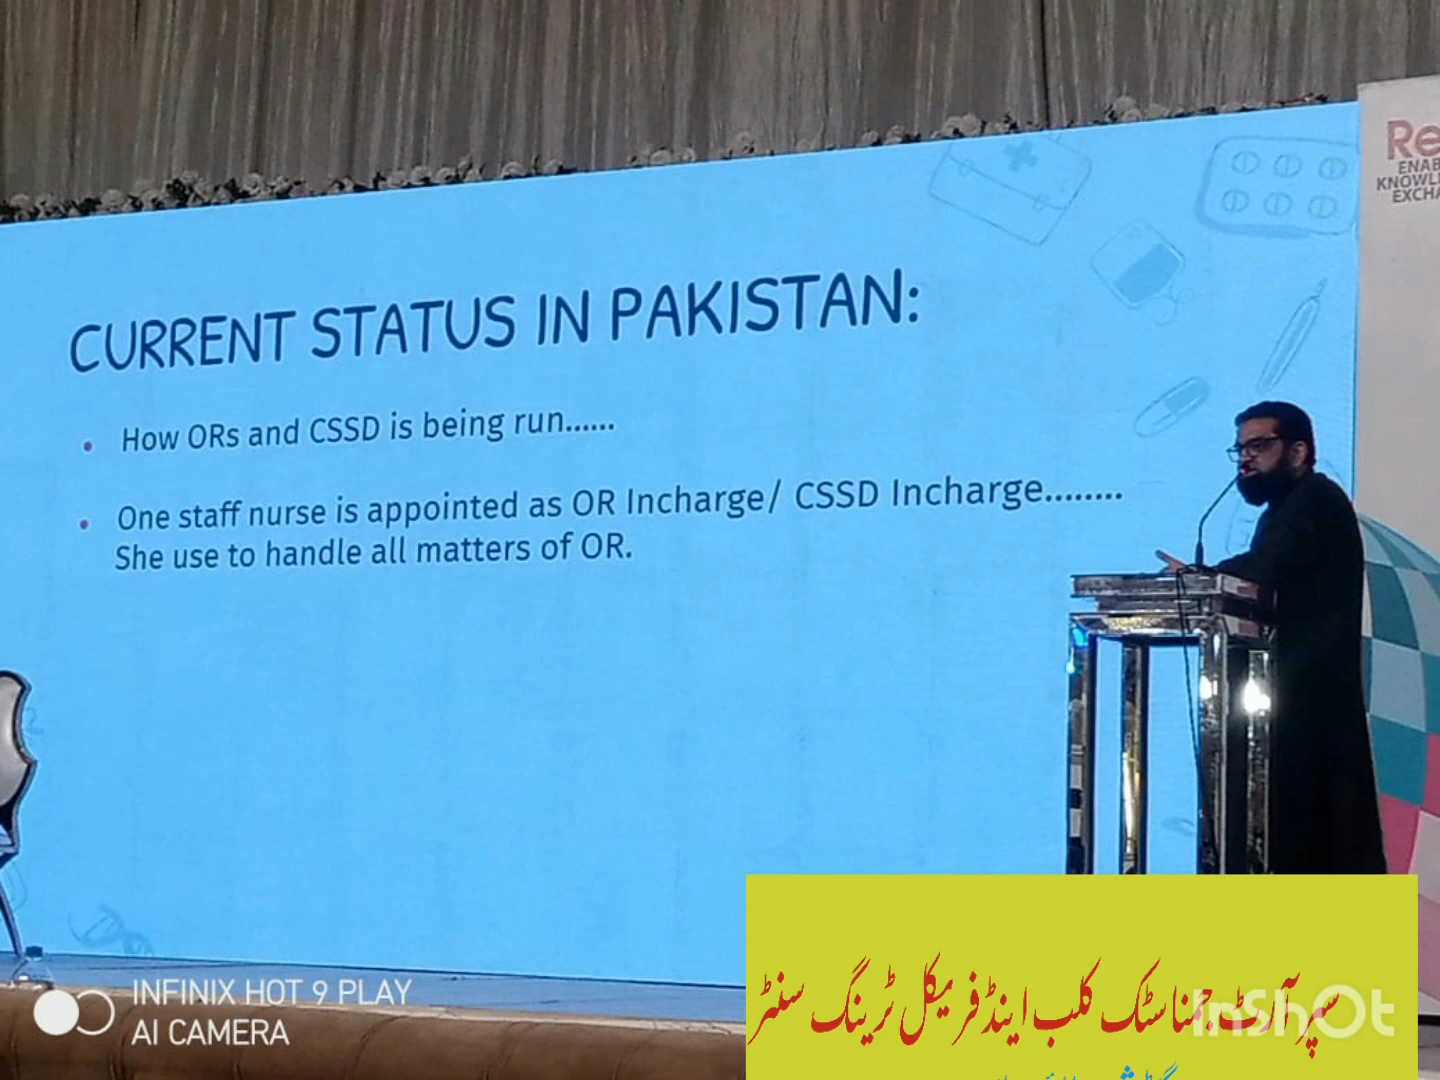 CURRENT STATUS IN PAKISTAN:
• How ORs and CSSD is being run......
• One staff nurse is appointed as OR Incharge/ CSSD Incharge........
She use to handle all matters of OR.
Re
ENAB
KNOWL
EXCHA
INFINIX HOT 9 PLAY
AI CAMERA
سپر آرٹ جمناسٹک کلب اینڈ فزیکل ٹریننگ سنٹر
InShOt